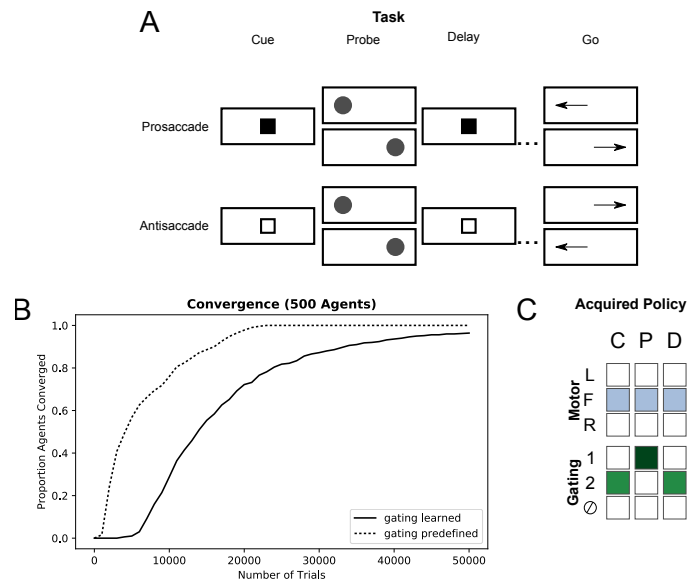 A
Task
Cue Probe Delay Go
Prosaccade
...
Antisaccade
...
B
Convergence (500 Agents)
Proportion Agents Converged
1.0
0.8
0.6
0.4
0.2
0.0
0 10000 20000 30000 40000 50000
Number of Trials
gating learned
gating predefined
C
Acquired Policy
C P D
Motor
L
F
R
Gating
1
2
∅